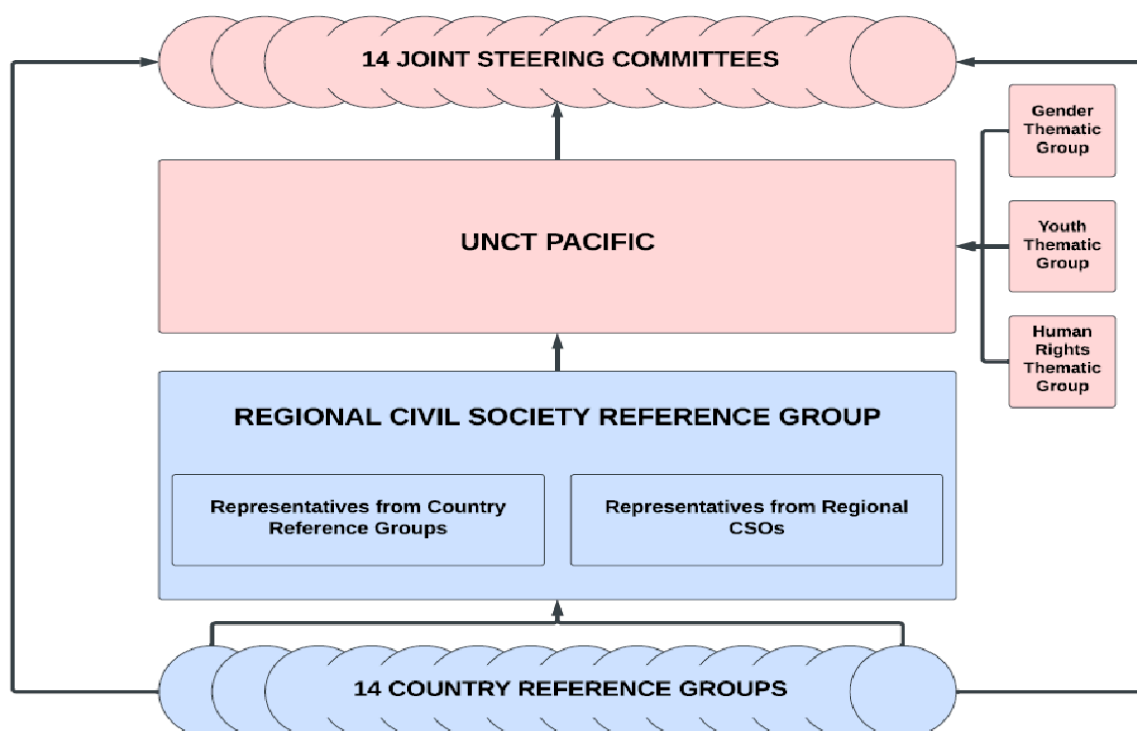 14 JOINT STEERING COMMITTEES
Gender
Thematic
Group
UNCT PACIFIC
Youth
Thematic
Group
Human
Rights
Thematic
Group
REGIONAL CIVIL SOCIETY REFERENCE GROUP
Representatives from Country
Reference Groups
Representatives from Regional
CSOs
14 COUNTRY REFERENCE GROUPS